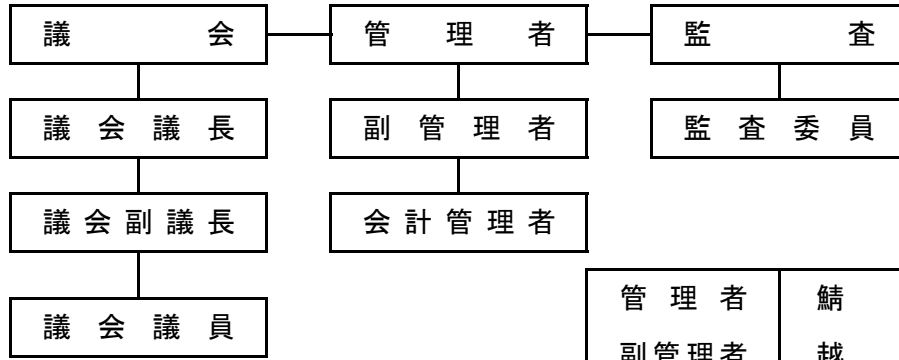 議会 管理者 監査
議会議長 副管理者 監査委員
議会副議長 会計管理者
管理者 鯖
議会議員
副管理者 越